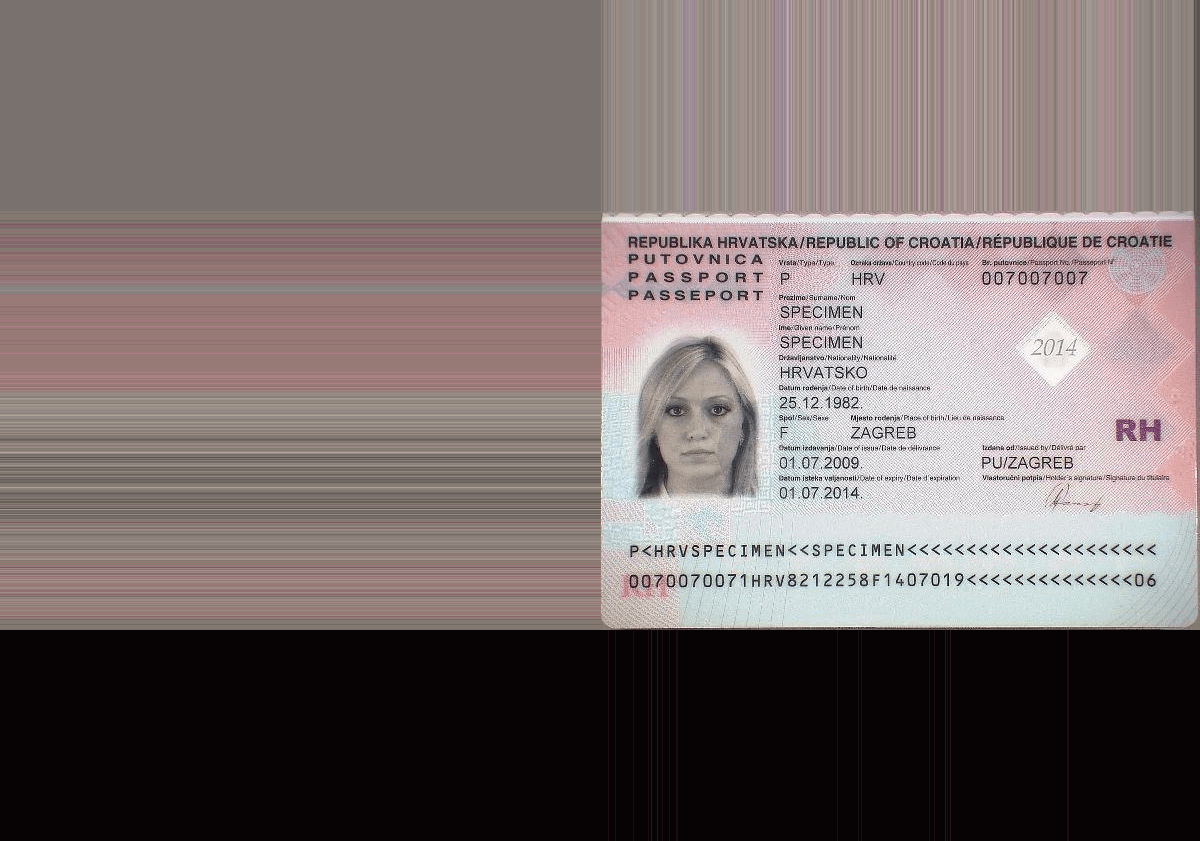 REPUBLIKA HRVATSKA/REPUBLIC OF CROATIA/RÉPUBLIQUE DE CROATIE
PUTOVNICA
PASSPORT
PASSEPORT
Vrsta/Type/Type Oznaka države/Country code/Code du pays Br. putovnice/Passport No./Passeport N°
P HRV 007007007
Prezime/Surname/Nom
SPECIMEN
Ime/Given name/Prénom
SPECIMEN
2014
Državljanstvo/Nationality/Nationalité
HRVATSKO
Datum rođenja/Date of birth/Date de naissance
25.12.1982.
Spol/Sex/Sexe Mjesto rođenja/Place of birth/Lieu de naissance
F ZAGREB
RH
Datum izdavanja/Date of issue/Date de délivrance Izdana od/Issued by/Délivré par
01.07.2009. PU/ZAGREB
Datum isteka valjanosti/Date of expiry/Date d'expiration Vlastoručni potpis/Holder's signature/Signature du titulaire
01.07.2014.
P<HRVSPECIMEN<<SPECIMEN<<<<<<<<<<<<<<<<<<<<<
0070070071HRV8212258F1407019<<<<<<<<<<<<<<06
RH